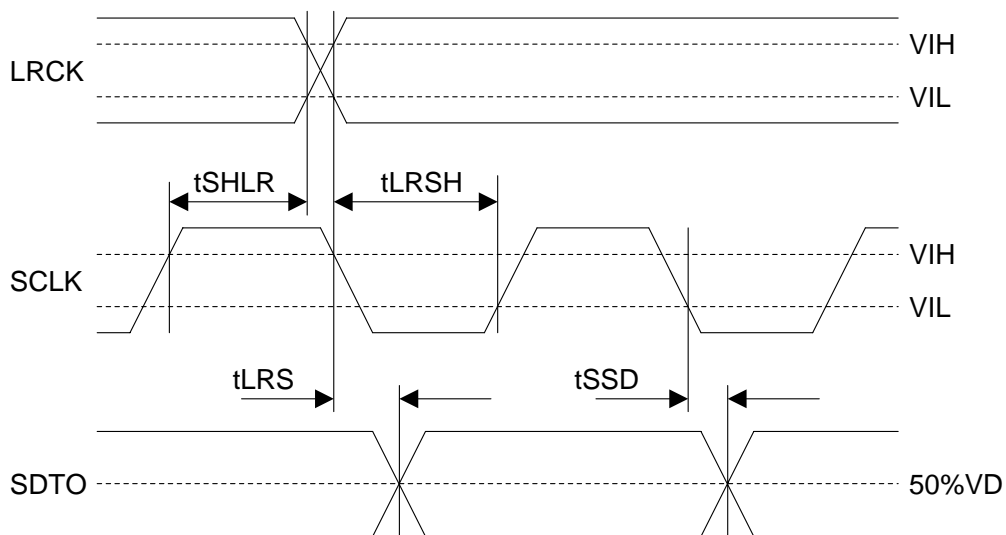 VIH
LRCK
VIL
tSHLR
tLRSH
VIH
SCLK
VIL
tLRS
tSSD
SDTO
50%VD